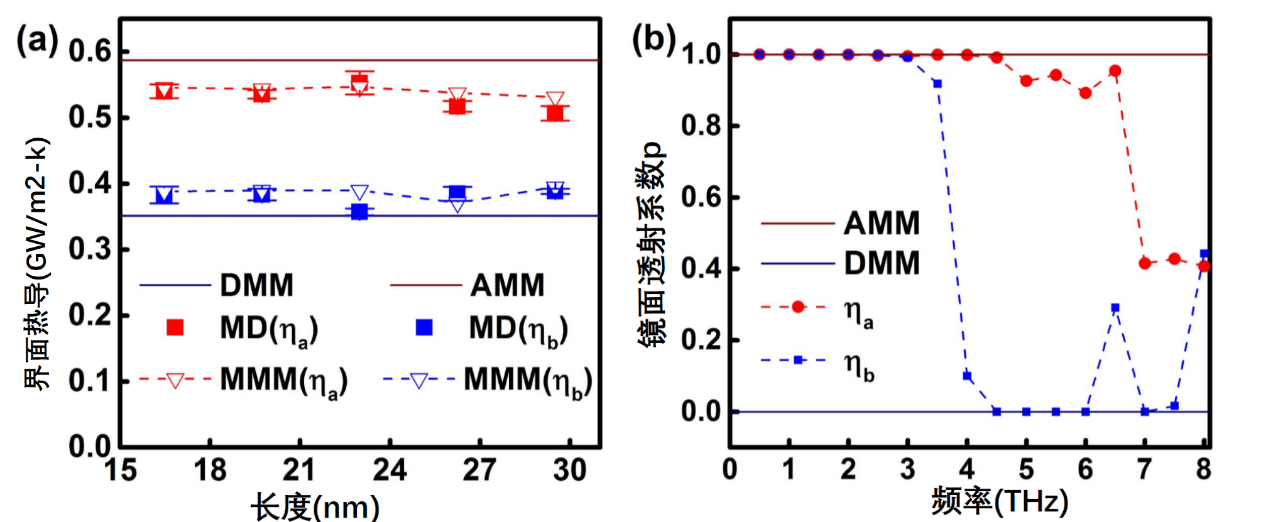 (a)
界面热导(GW/m2-k)
0.6
0.5
0.4
0.3
0.2
0.1
0.0
DMM
AMM
MD(ηa)
MD(ηb)
MMM(ηa)
MMM(ηb)
15 18 21 24 27 30
长度(nm)
(b)
镜面透射系数p
1.0
0.8
0.6
0.4
0.2
0.0
AMM
DMM
ηa
ηb
0 1 2 3 4 5 6 7 8
频率(THz)